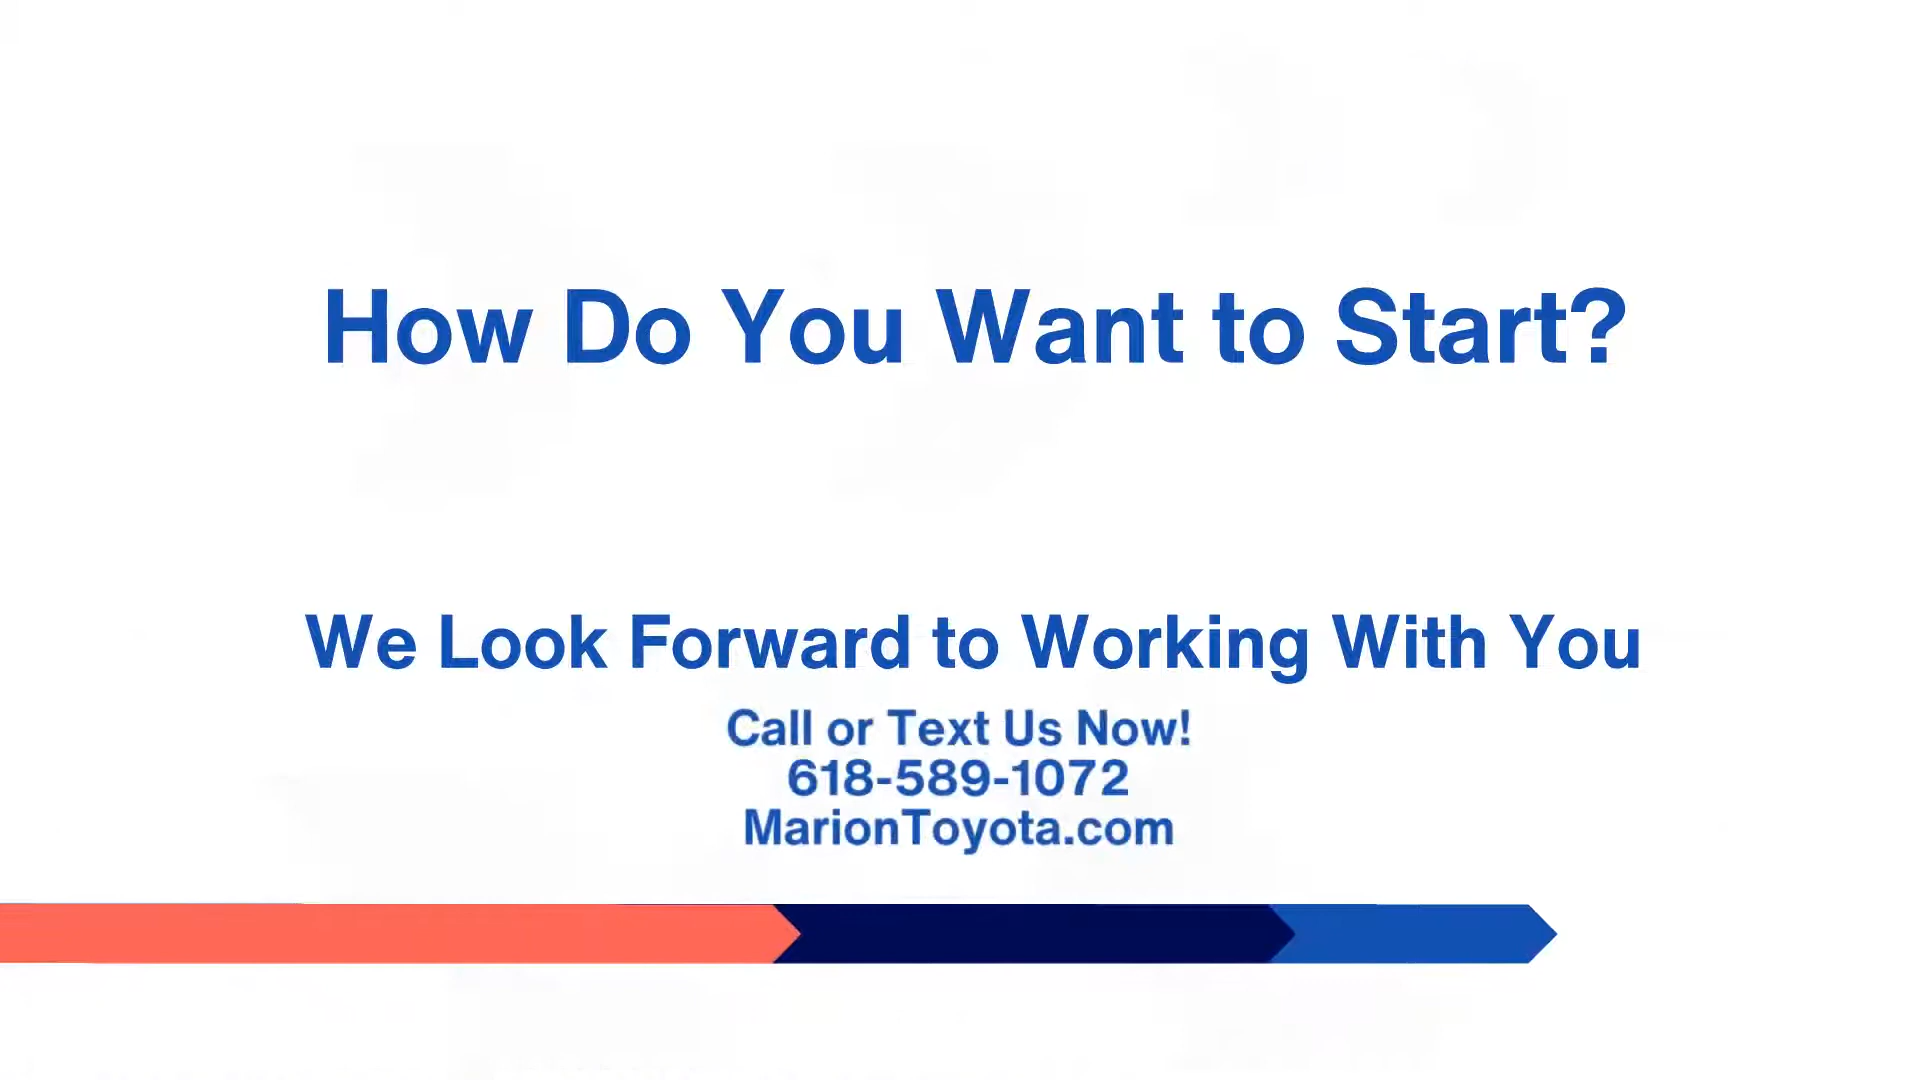 How Do You Want to Start?
We Look Forward to Working With You
Call or Text Us Now!
618-589-1072
MarionToyota.com